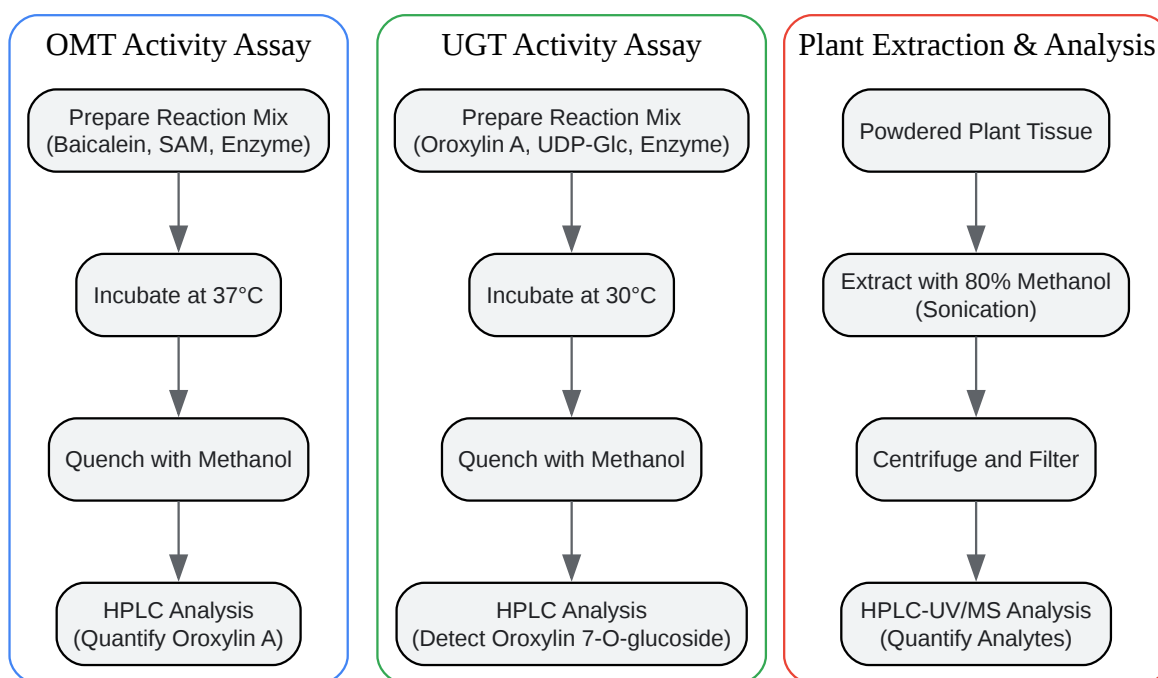 OMT Activity Assay
Prepare Reaction Mix
(Baicalein, SAM, Enzyme)
Incubate at 37°C
Quench with Methanol
HPLC Analysis
(Quantify Oroxylin A)
UGT Activity Assay
Prepare Reaction Mix
(Oroxylin A, UDP-Glc, Enzyme)
Incubate at 30°C
Quench with Methanol
HPLC Analysis
(Detect Oroxylin 7-O-glucoside)
Plant Extraction & Analysis
Powdered Plant Tissue
Extract with 80% Methanol
(Sonication)
Centrifuge and Filter
HPLC-UV/MS Analysis
(Quantify Analytes)